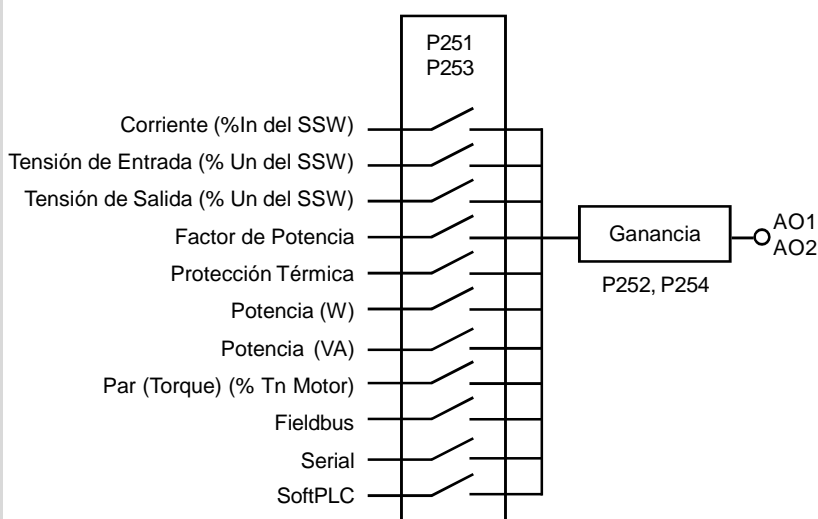 P251
P253
Corriente (%In del SSW)
Tensión de Entrada (% Un del SSW)
Tensión de Salida (% Un del SSW)
Factor de Potencia
Protección Térmica
Potencia (W)
Potencia (VA)
Par (Torque) (% Tn Motor)
Fieldbus
Serial
SoftPLC
Ganancia
P252, P254
AO1
AO2